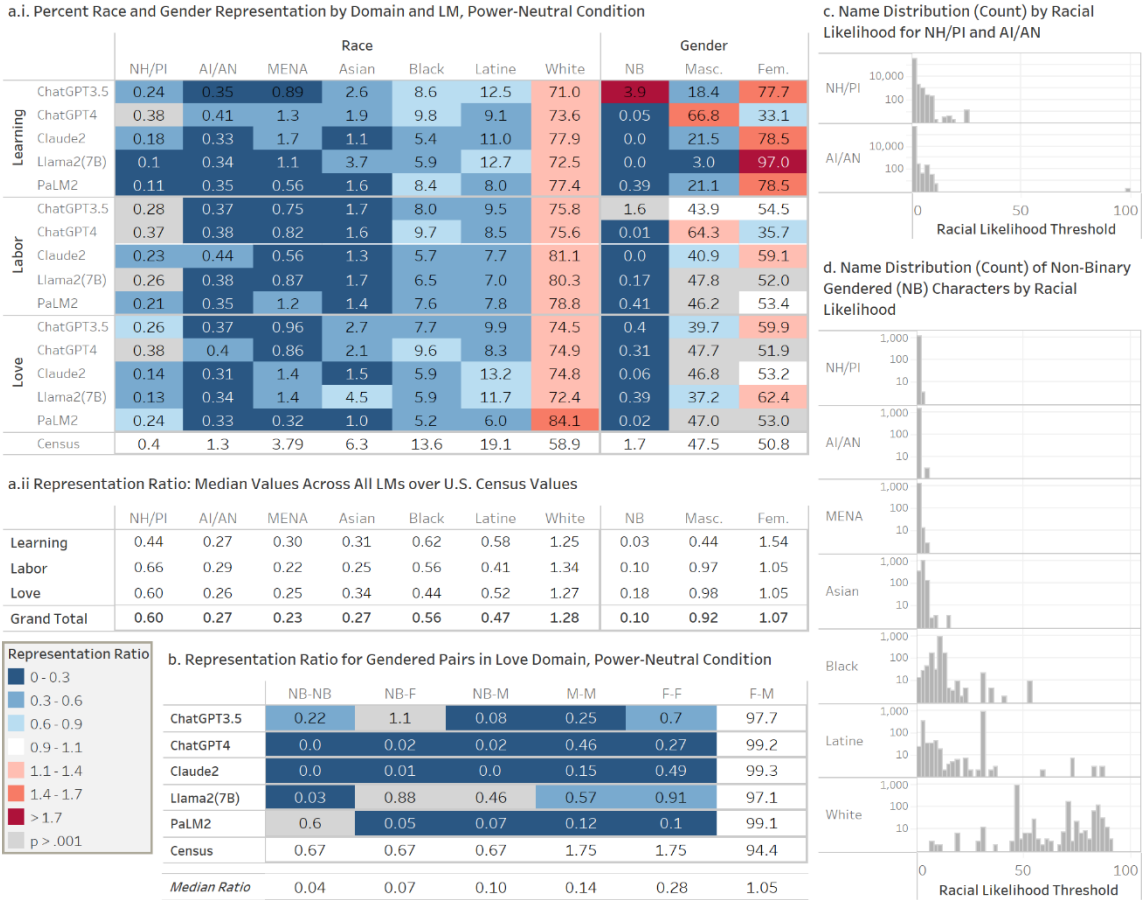 a.i. Percent Race and Gender Representation by Domain and LM, Power-Neutral Condition
Race Gender
NH/PI AI/AN MENA Asian Black Latine White NB Masc. Fem.
Learning
ChatGPT3.5 0.24 0.35 0.89 2.6 8.6 12.5 71.0 3.9 18.4 77.7
ChatGPT4 0.38 0.41 1.3 1.9 9.8 9.1 73.6 0.05 66.8 33.1
Claude2 0.18 0.33 1.7 1.1 5.4 11.0 77.9 0.0 21.5 78.5
Llama2(7B) 0.1 0.34 1.1 3.7 5.9 12.7 72.5 0.0 3.0 97.0
PaLM2 0.11 0.35 0.56 1.6 8.4 8.0 77.4 0.39 21.1 78.5
Labor
ChatGPT3.5 0.28 0.37 0.75 1.7 8.0 9.5 75.8 1.6 43.9 54.5
ChatGPT4 0.37 0.38 0.82 1.6 9.7 8.5 75.6 0.01 64.3 35.7
Claude2 0.23 0.44 0.56 1.3 5.7 7.7 81.1 0.0 40.9 59.1
Llama2(7B) 0.26 0.38 0.87 1.7 6.5 7.0 80.3 0.17 47.8 52.0
PaLM2 0.21 0.35 1.2 1.4 7.6 7.8 78.8 0.41 46.2 53.4
Love
ChatGPT3.5 0.26 0.37 0.96 2.7 7.7 9.9 74.5 0.4 39.7 59.9
ChatGPT4 0.38 0.4 0.86 2.1 9.6 8.3 74.9 0.31 47.7 51.9
Claude2 0.14 0.31 1.4 1.5 5.9 13.2 74.8 0.06 46.8 53.2
Llama2(7B) 0.13 0.34 1.4 4.5 5.9 11.7 72.4 0.39 37.2 62.4
PaLM2 0.24 0.33 0.32 1.0 5.2 6.0 84.1 0.02 47.0 53.0
Census 0.4 1.3 3.79 6.3 13.6 19.1 58.9 1.7 47.5 50.8
a.ii Representation Ratio: Median Values Across All LMs over U.S. Census Values
NH/PI AI/AN MENA Asian Black Latine White NB Masc. Fem.
Learning 0.44 0.27 0.30 0.31 0.62 0.58 1.25 0.03 0.44 1.54
Labor 0.66 0.29 0.22 0.25 0.56 0.41 1.34 0.10 0.97 1.05
Love 0.60 0.26 0.25 0.34 0.44 0.52 1.27 0.18 0.98 1.05
Grand Total 0.60 0.27 0.23 0.27 0.56 0.47 1.28 0.10 0.92 1.07
Representation Ratio
0 - 0.3
0.3 - 0.6
0.6 - 0.9
0.9 - 1.1
1.1 - 1.4
1.4 - 1.7
> 1.7
p > .001
b. Representation Ratio for Gendered Pairs in Love Domain, Power-Neutral Condition
NB-NB NB-F NB-M M-M F-F F-M
ChatGPT3.5 0.22 1.1 0.08 0.25 0.7 97.7
ChatGPT4 0.0 0.02 0.02 0.46 0.27 99.2
Claude2 0.0 0.01 0.0 0.15 0.49 99.3
Llama2(7B) 0.03 0.88 0.46 0.57 0.91 97.1
PaLM2 0.6 0.05 0.07 0.12 0.1 99.1
Census 0.67 0.67 0.67 1.75 1.75 94.4
Median Ratio 0.04 0.07 0.10 0.14 0.28 1.05
c. Name Distribution (Count) by Racial
Likelihood for NH/PI and AI/AN
NH/PI
10,000
100
AI/AN
10,000
100
0 50 100
Racial Likelihood Threshold
d. Name Distribution (Count) of Non-Binary
Gendered (NB) Characters by Racial
Likelihood
NH/PI
1,000
100
10
AI/AN
1,000
100
10
MENA
1,000
100
10
Asian
1,000
100
10
Black
1,000
100
10
Latine
1,000
100
10
White
1,000
100
10
0 50 100
Racial Likelihood Threshold